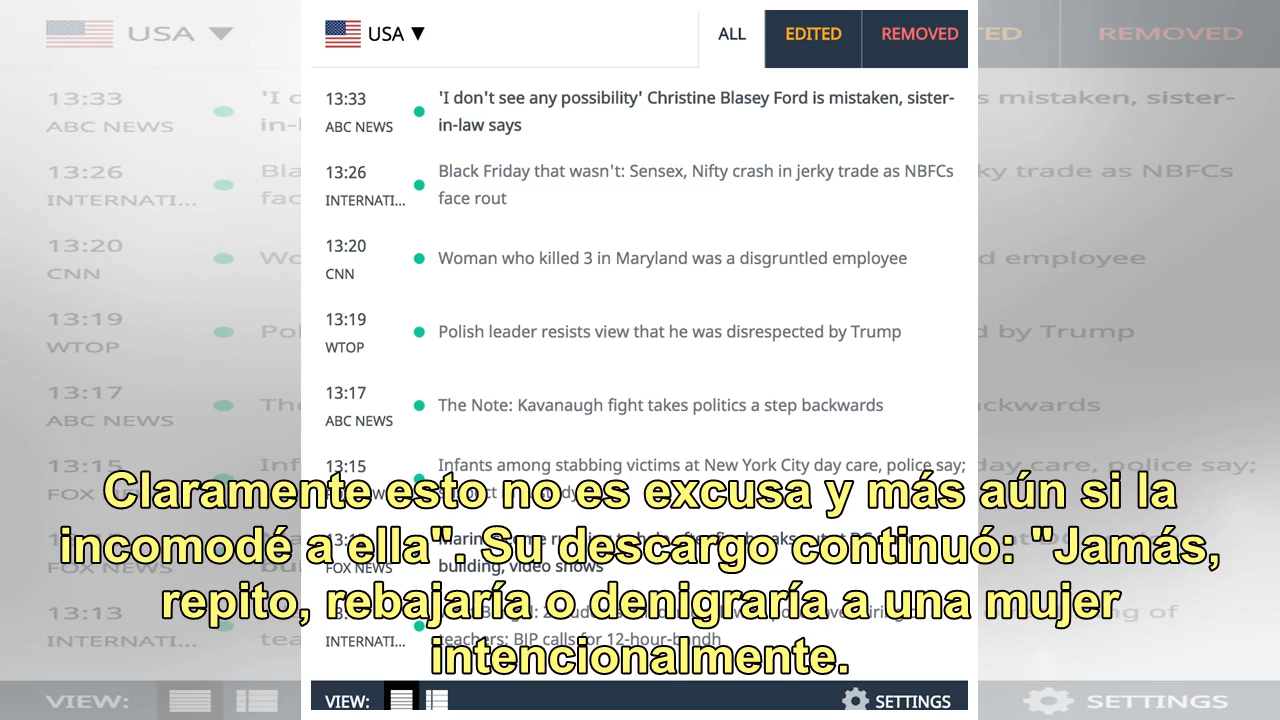 USA ▼
ALL
EDITED
REMOVED
13:33
ABC NEWS
'I don't see any possibility' Christine Blasey Ford is mistaken, sister-
in-law says
13:26
INTERNATI...
Black Friday that wasn't: Sensex, Nifty crash in jerky trade as NBFCs
face rout
13:20
CNN
Woman who killed 3 in Maryland was a disgruntled employee
13:19
WTOP
Polish leader resists view that he was disrespected by Trump
13:17
ABC NEWS
The Note: Kavanaugh fight takes politics a step backwards
13:15
Infants among stabbing victims at New York City day care, police say;
Claramente esto no es excusa y más aún si la
incomodé a ella". Su descargo continuó: "Jamás,
FOX NEWS
building, video shows
repito, rebajaría o denigraría a una mujer
INTERNATI...
teachers; BJP calls for 12-hour-bandh
intencionalmente.
VIEW:
SETTINGS